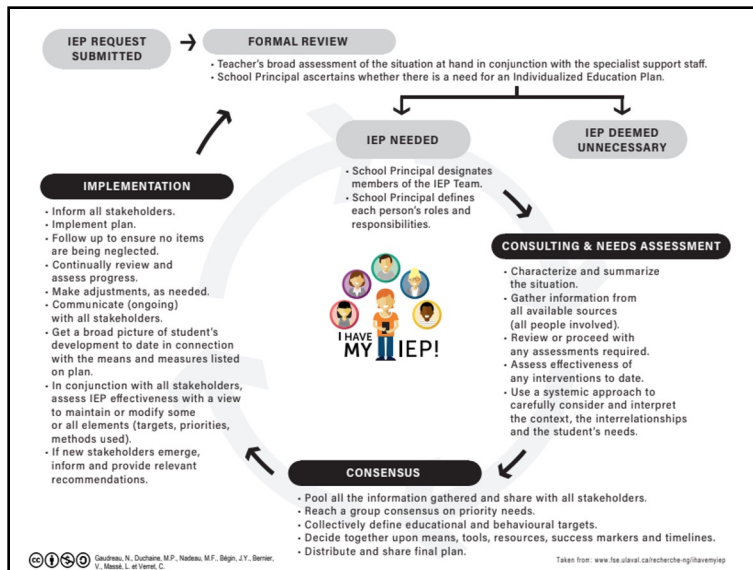 IEP REQUEST
SUBMITTED
FORMAL REVIEW
• Teacher's broad assessment of the situation at hand in conjunction with the specialist support staff.
• School Principal ascertains whether there is a need for an Individualized Education Plan.
IEP NEEDED
IEP DEEMED
UNNECESSARY
• School Principal designates
members of the IEP Team.
• School Principal defines
each person's roles and
responsibilities.
CONSULTING & NEEDS ASSESSMENT
• Characterize and summarize
the situation.
• Gather information from
all available sources
(all people involved).
• Review or proceed with
any assessments required.
• Assess effectiveness of
any interventions to date.
• Use a systemic approach to
carefully consider and interpret
the context, the interrelationships
and the student's needs.
CONSENSUS
• Pool all the information gathered and share with all stakeholders.
• Reach a group consensus on priority needs.
• Collectively define educational and behavioural targets.
• Decide together upon means, tools, resources, success markers and timelines.
• Distribute and share final plan.
IMPLEMENTATION
• Inform all stakeholders.
• Implement plan.
• Follow up to ensure no items
are being neglected.
• Continually review and
assess progress.
• Make adjustments, as needed.
• Communicate (ongoing)
with all stakeholders.
• Get a broad picture of student's
development to date in connection
with the means and measures listed
on plan.
• In conjunction with all stakeholders,
assess IEP effectiveness with a view
to maintain or modify some
or all elements (targets, priorities,
methods used).
• If new stakeholders emerge,
inform and provide relevant
recommendations.
I HAVE
MY IEP!
Gaudreau, N., Duchaine, M.P., Nadeau, M.F., Bégin, J.Y., Bernier,
V., Massé, L. et Verret, C.
Taken from: www.fse.ulaval.ca/recherche-ng/ihavemyiep